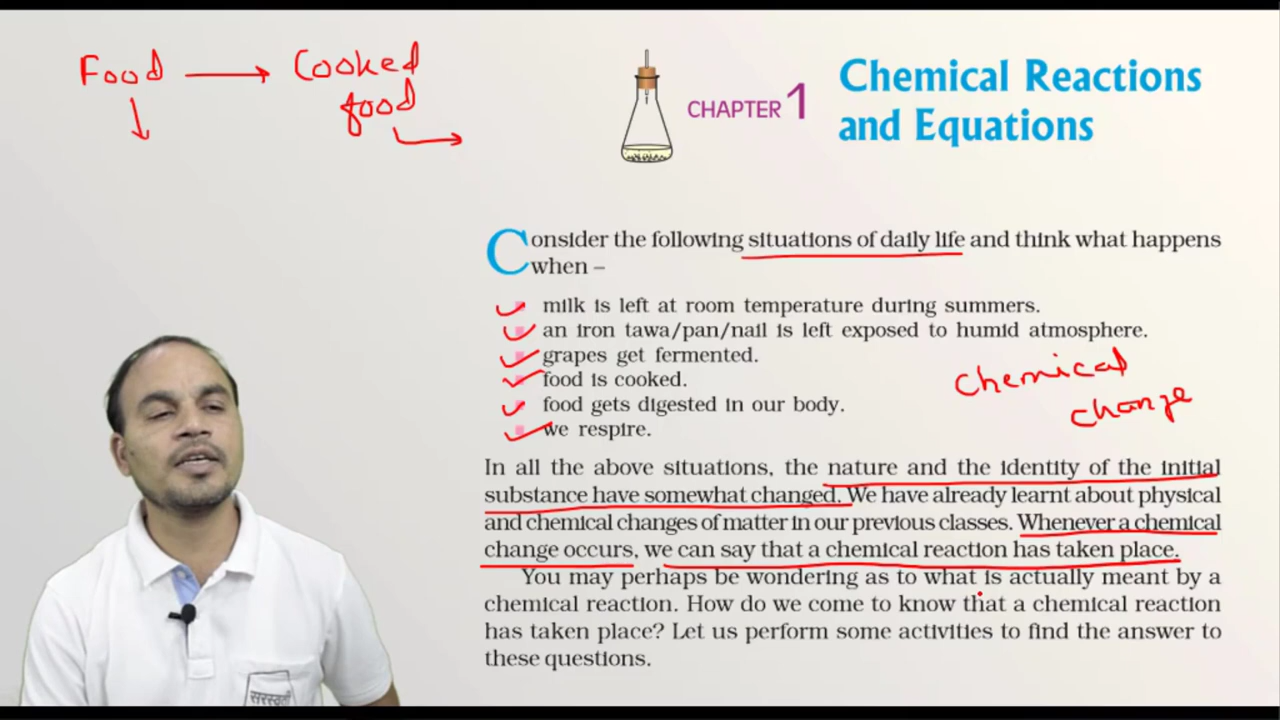 Food → Cooked
food
CHAPTER 1
Chemical Reactions
and Equations
Consider the following situations of daily life and think what happens
when –
milk is left at room temperature during summers.
an iron tawa/pan/nail is left exposed to humid atmosphere.
grapes get fermented.
food is cooked.
food gets digested in our body.
we respire.
Chemical
change
In all the above situations, the nature and the identity of the initial
substance have somewhat changed. We have already learnt about physical
and chemical changes of matter in our previous classes. Whenever a chemical
change occurs, we can say that a chemical reaction has taken place.
You may perhaps be wondering as to what is actually meant by a
chemical reaction. How do we come to know that a chemical reaction
has taken place? Let us perform some activities to find the answer to
these questions.
सरस्वती